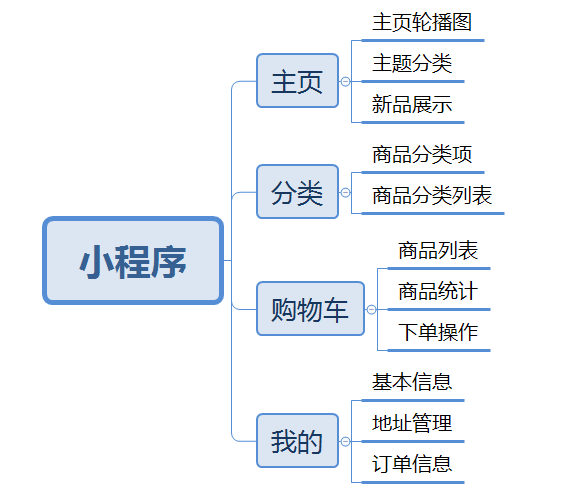 小程序
主页
主页轮播图
主题分类
新品展示
分类
商品分类项
商品分类列表
购物车
商品列表
商品统计
下单操作
我的
基本信息
地址管理
订单信息